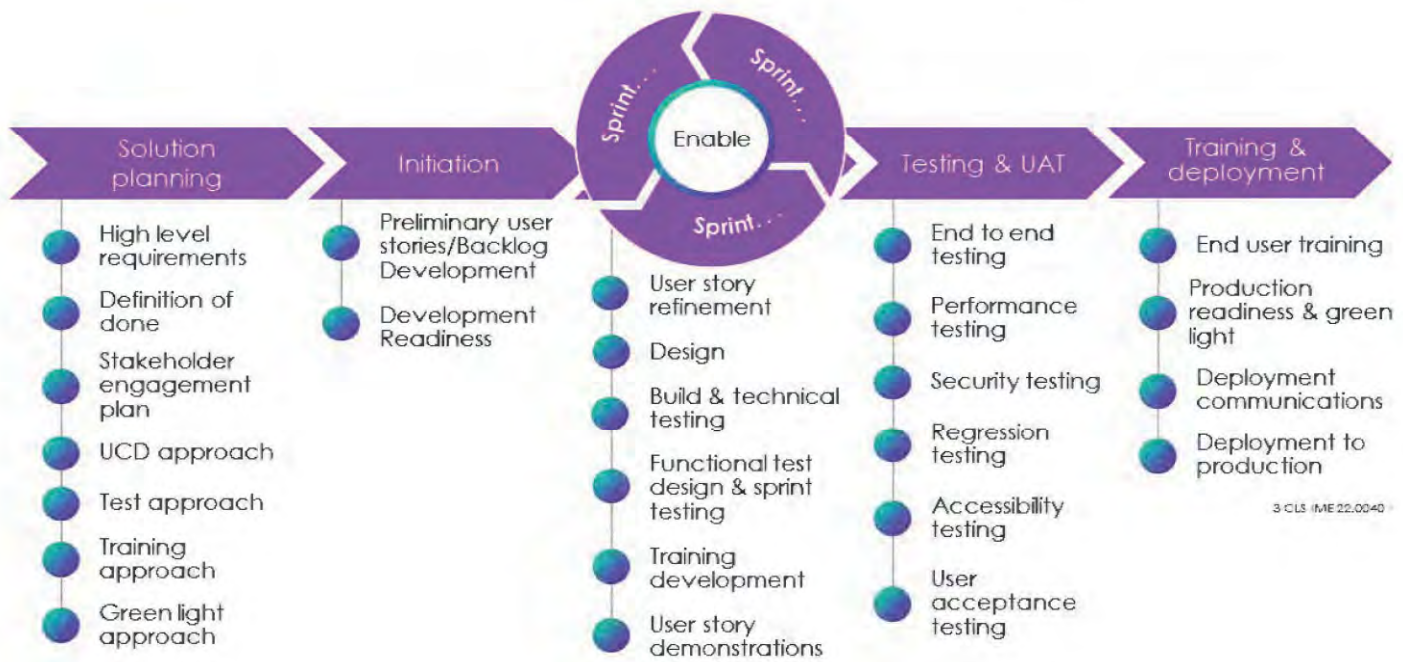 Sprint...
Sprint...
Enable
Sprint...
Solution
planning
High level
requirements
Definition of
done
Stakeholder
engagement
plan
UCD approach
Test approach
Training
approach
Green light
approach
Initiation
Preliminary user
stories/Backlog
Development
Development
Readiness
User story
refinement
Design
Build & technical
testing
Functional test
design & sprint
testing
Training
development
User story
demonstrations
Testing & UAT
End to end
testing
Performance
testing
Security testing
Regression
testing
Accessibility
testing
User
acceptance
testing
Training &
deployment
End user training
Production
readiness & green
light
Deployment
communications
Deployment to
production
22.0040